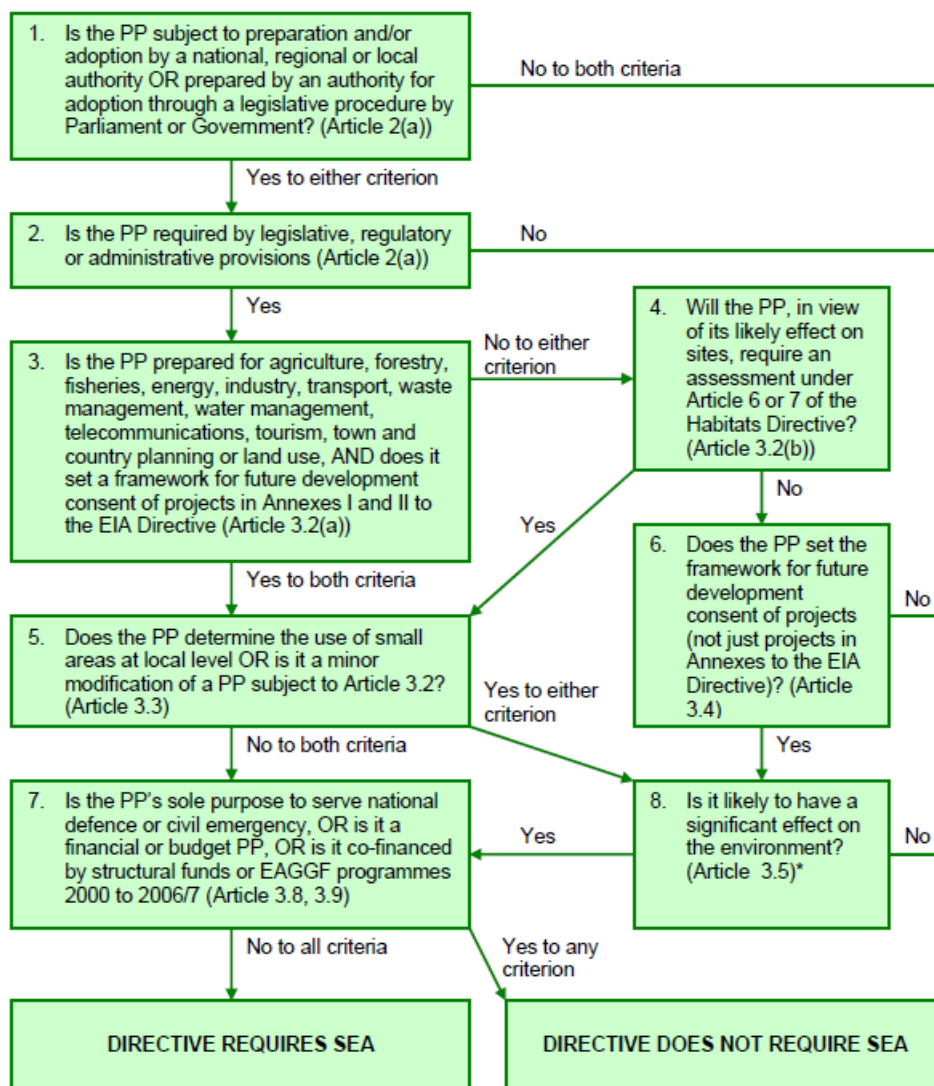 1. Is the PP subject to preparation and/or
adoption by a national, regional or local
authority OR prepared by an authority for
adoption through a legislative procedure by
Parliament or Government? (Article 2(a))
No to both criteria
Yes to either criterion
2. Is the PP required by legislative, regulatory
or administrative provisions (Article 2(a))
No
Yes
3. Is the PP prepared for agriculture, forestry,
fisheries, energy, industry, transport, waste
management, water management,
telecommunications, tourism, town and
country planning or land use, AND does it
set a framework for future development
consent of projects in Annexes I and II to
the EIA Directive (Article 3.2(a))
No to either
criterion
4. Will the PP, in view
of its likely effect on
sites, require an
assessment under
Article 6 or 7 of the
Habitats Directive?
(Article 3.2(b))
Yes
No
Yes to both criteria
6. Does the PP set the
framework for future
development
consent of projects
(not just projects in
Annexes to the EIA
Directive)? (Article
3.4)
No
5. Does the PP determine the use of small
areas at local level OR is it a minor
modification of a PP subject to Article 3.2?
(Article 3.3)
Yes to either
criterion
No to both criteria
Yes
7. Is the PP's sole purpose to serve national
defence or civil emergency, OR is it a
financial or budget PP, OR is it co-financed
by structural funds or EAGGF programmes
2000 to 2006/7 (Article 3.8, 3.9)
Yes
8. Is it likely to have a
significant effect on
the environment?
(Article 3.5)*
No
No to all criteria
Yes to any
criterion
DIRECTIVE REQUIRES SEA
DIRECTIVE DOES NOT REQUIRE SEA